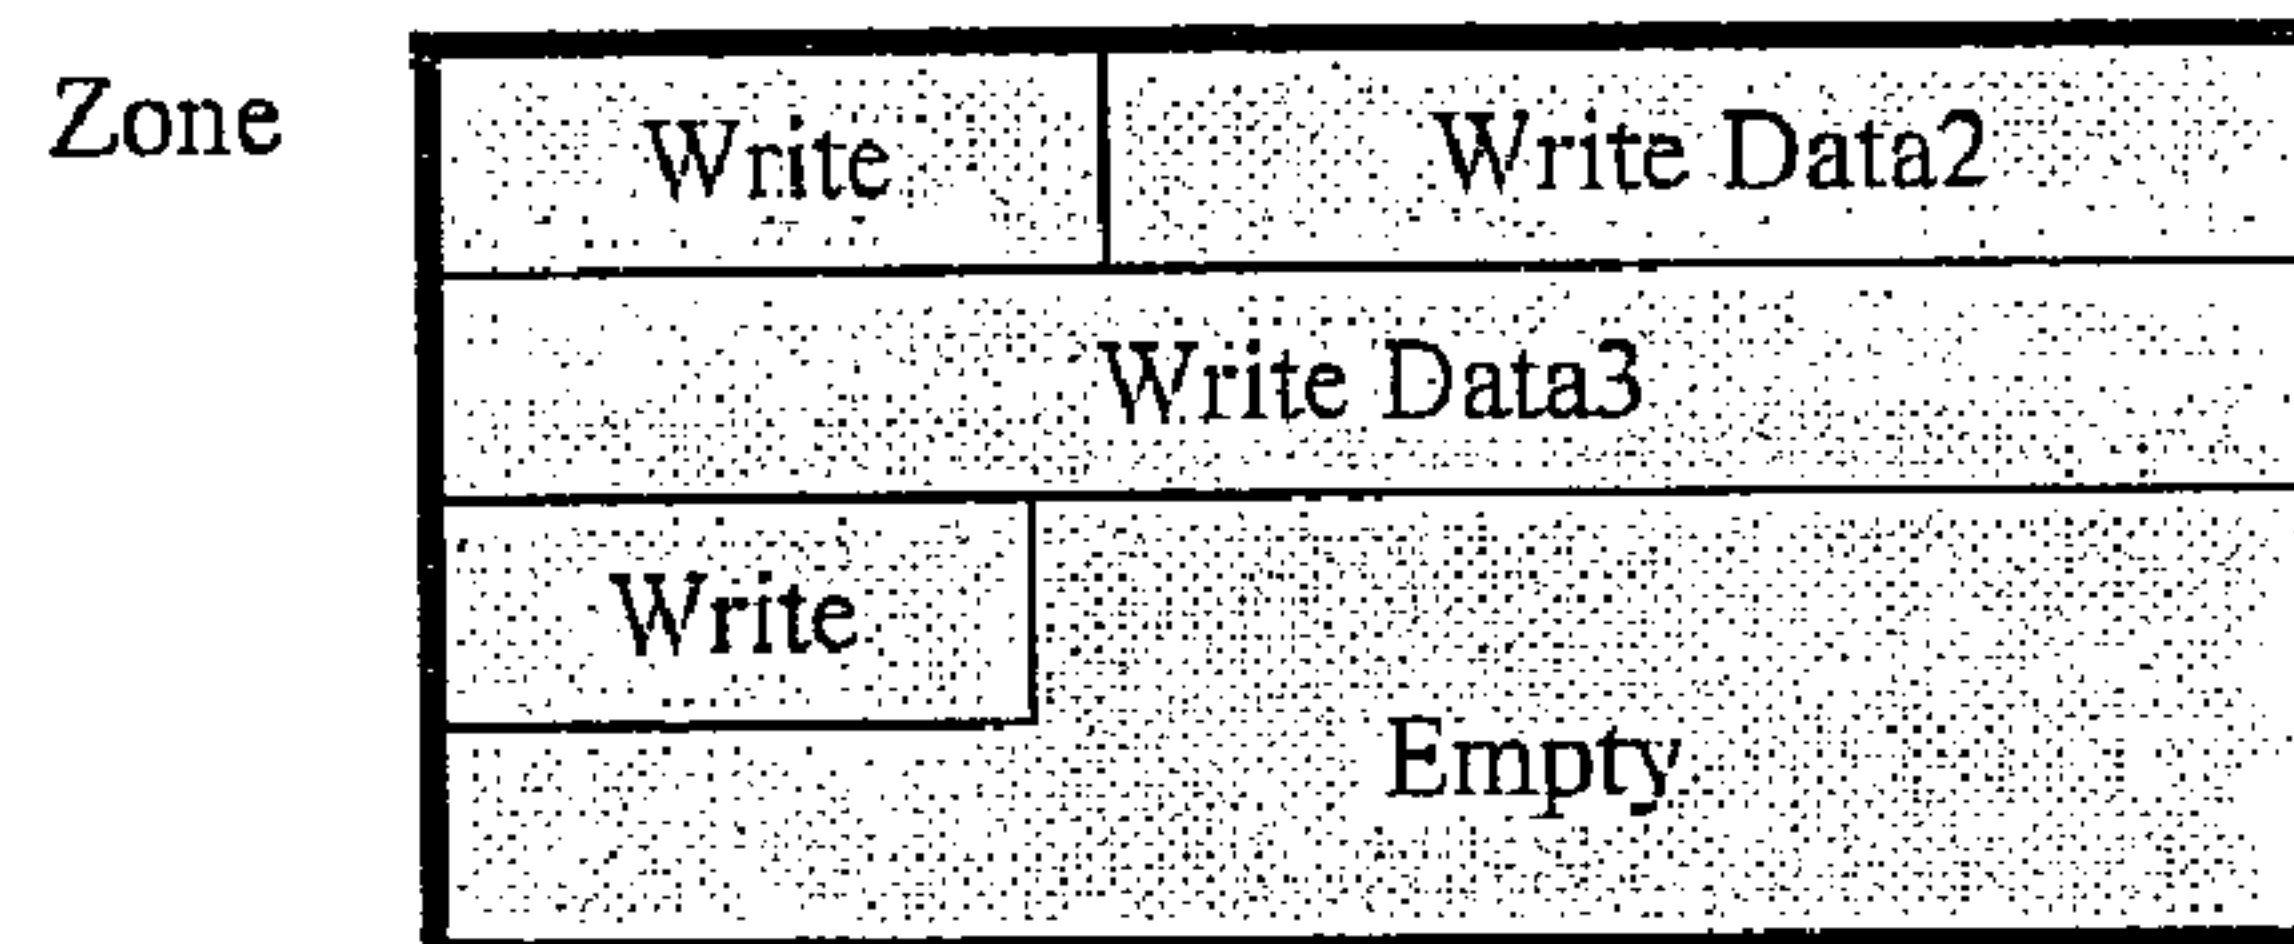 Zone
Write
Write Data2
Write Data3
Write
Empty